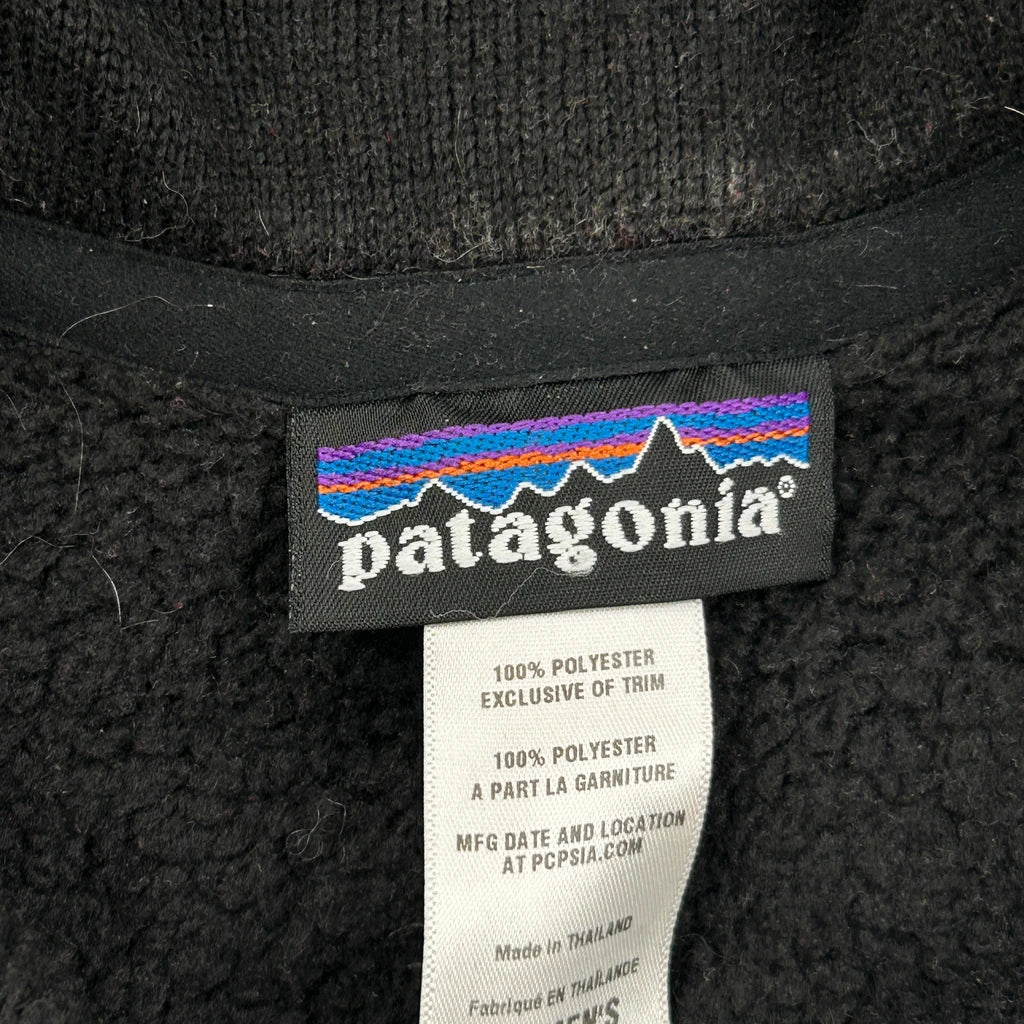 patagonia®
100% POLYESTER
EXCLUSIVE OF TRIM
100% POLYESTER
A PART LA GARNITURE
MFG DATE AND LOCATION
AT PCPSIA.COM
Made in THAILAND
Fabriqué EN THAÏLANDE